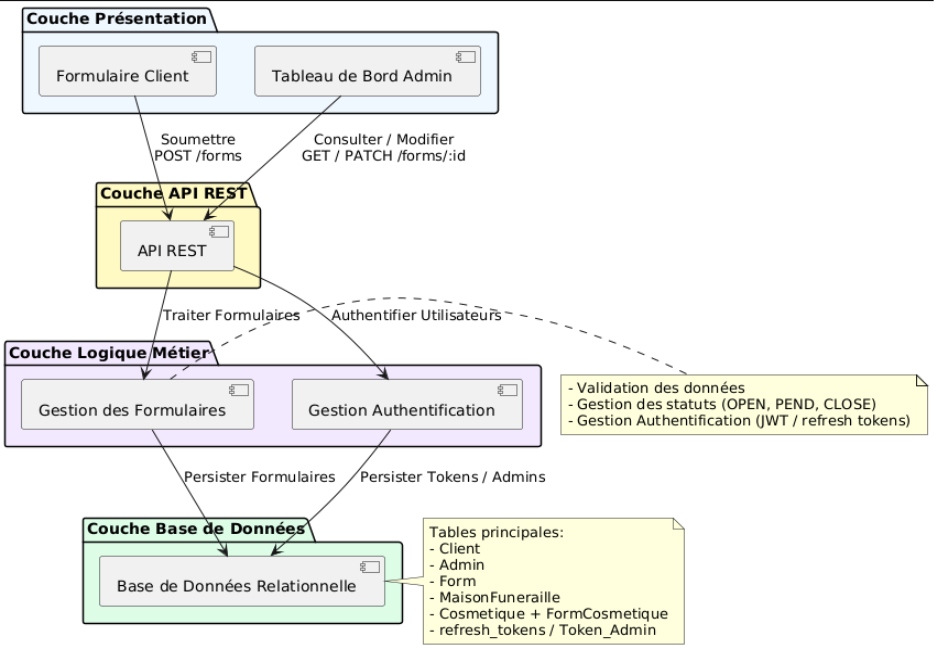 Couche Présentation
Formulaire Client
Tableau de Bord Admin
Soumettre
POST /forms
Consulter / Modifier
GET / PATCH /forms/:id
Couche API REST
API REST
Traiter Formulaires
Authentifier Utilisateurs
Couche Logique Métier
Gestion des Formulaires
Gestion Authentification
- Validation des données
- Gestion des statuts (OPEN, PEND, CLOSE)
- Gestion Authentification (JWT / refresh tokens)
Persister Formulaires
Persister Tokens / Admins
Couche Base de Données
Base de Données Relationnelle
Tables principales:
- Client
- Admin
- Form
- MaisonFuneraille
- Cosmetique + FormCosmetique
- refresh_tokens / Token_Admin